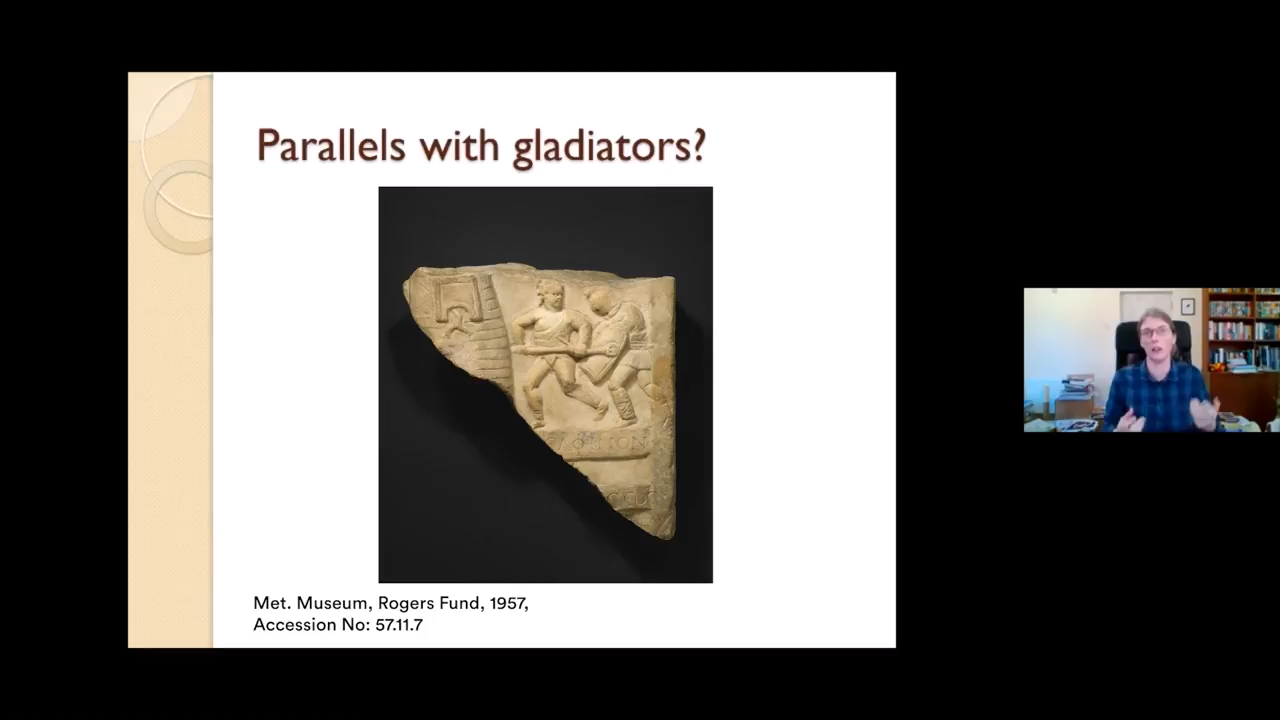 Parallels with gladiators?
Met. Museum, Rogers Fund, 1957,
Accession No: 57.11.7